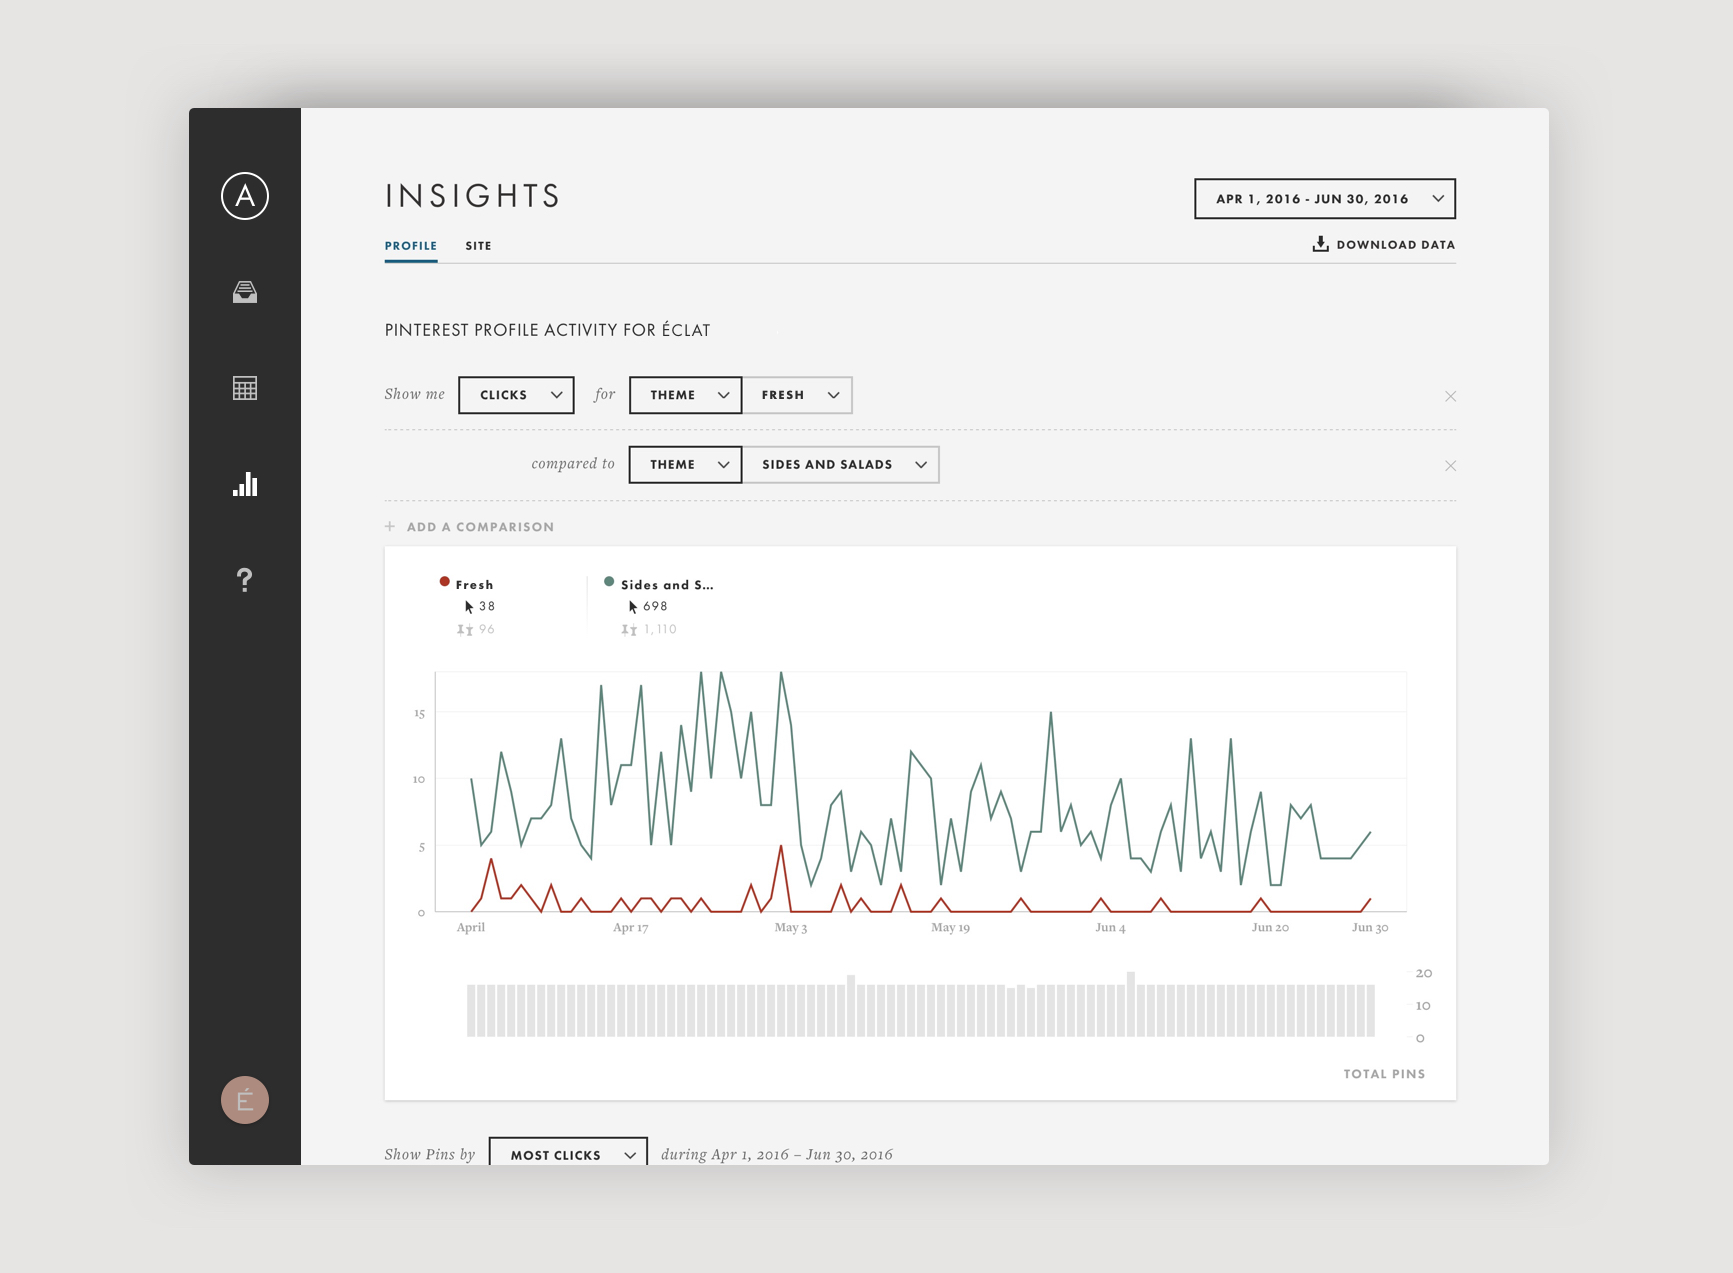 A
INSIGHTS
APR 1, 2016 - JUN 30, 2016
PROFILE SITE
DOWNLOAD DATA
PINTEREST PROFILE ACTIVITY FOR ÉCLAT
Show me CLICKS for THEME FRESH
compared to THEME SIDES AND SALADS
+ ADD A COMPARISON
Fresh
38
96
Sides and S...
698
1,110
15
10
5
0
April Apr 17 May 3 May 19 Jun 4 Jun 20 Jun 30
20
10
0
TOTAL PINS
?
É
Show Pins by MOST CLICKS during Apr 1, 2016 – Jun 30, 2016